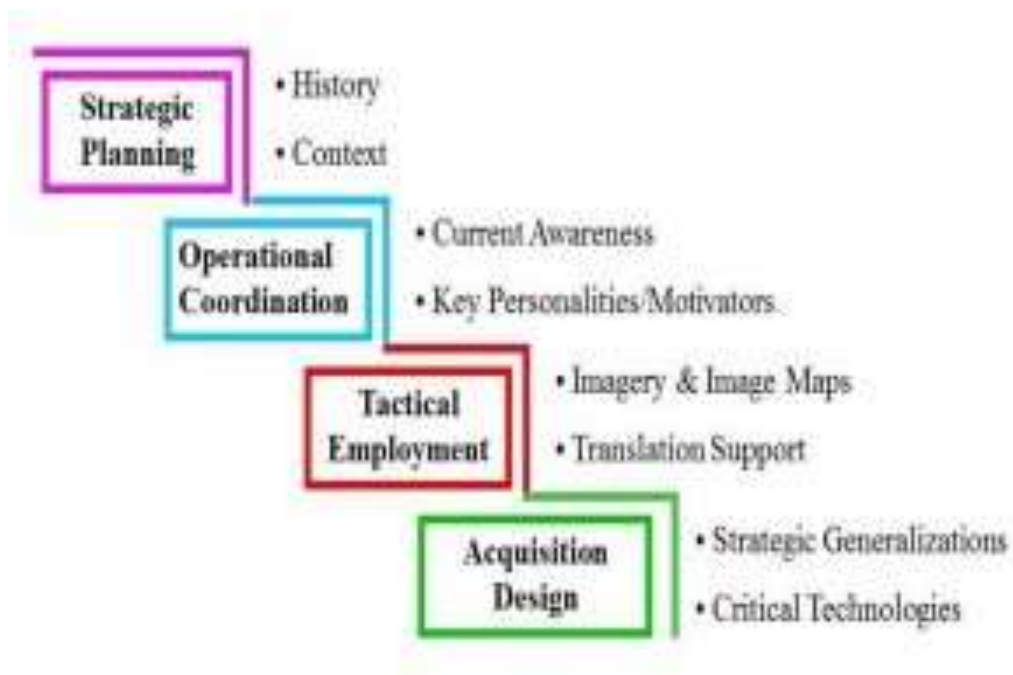 Strategic
Planning
• History
• Context
Operational
Coordination
• Current Awareness
• Key Personalities/Motivators
Tactical
Employment
• Imagery & Image Maps
• Translation Support
Acquisition
Design
• Strategic Generalizations
• Critical Technologies